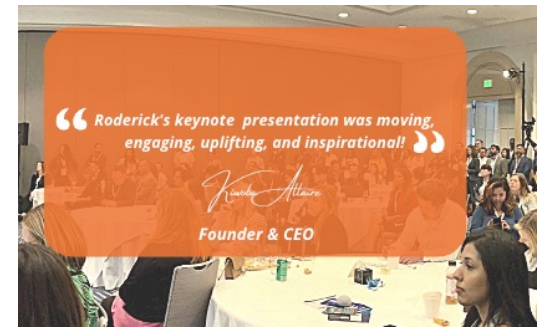 “ Roderick's keynote presentation was moving,
engaging, uplifting, and inspirational! ”
Founder & CEO